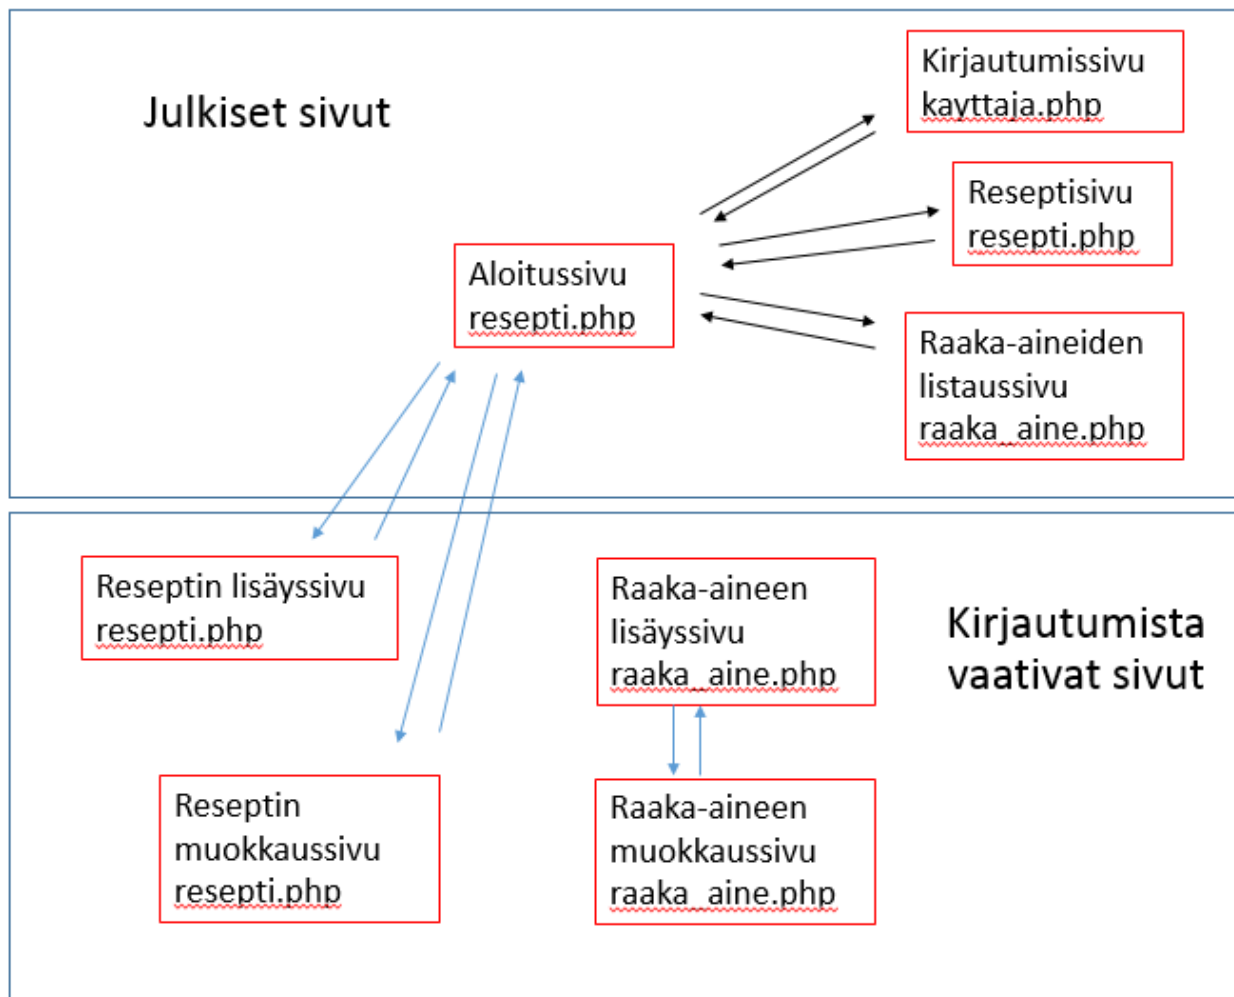 Julkiset sivut
Kirjautumissivu
kayttaja.php
Reseptisivu
resepti.php
Aloitussivu
resepti.php
Raaka-aineiden
listaussivu
raaka_aine.php
Reseptin lisäyssivu
resepti.php
Raaka-aineen
lisäyssivu
raaka_aine.php
Kirjautumista
vaativat sivut
Reseptin
muokkaussivu
resepti.php
Raaka-aineen
muokkaussivu
raaka_aine.php